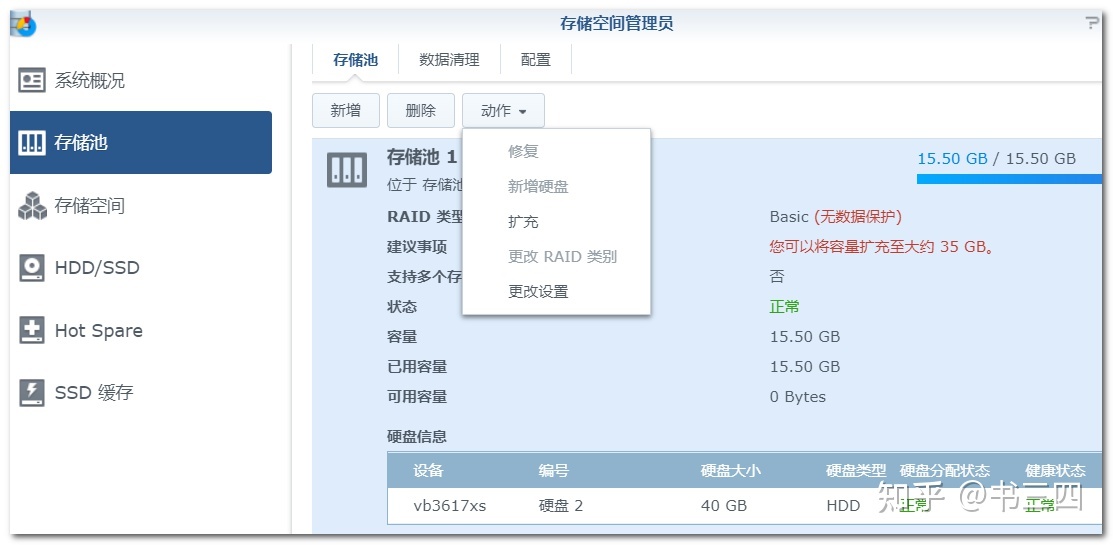 存储空间管理员
?
系统概况
存储池
存储空间
HDD/SSD
Hot Spare
SSD 缓存
存储池 数据清理 配置
新增 删除 动作
修复
新增硬盘
扩充
更改 RAID 类别
更改设置
存储池 1 15.50 GB / 15.50 GB
位于 存储池
RAID 类型 Basic (无数据保护)
建议事项 您可以将容量扩充至大约 35 GB。
支持多个存 否
状态 正常
容量 15.50 GB
已用容量 15.50 GB
可用容量 0 Bytes
硬盘信息
设备 编号 硬盘大小 硬盘类型 硬盘分配状态 健康状态
vb3617xs 硬盘 2 40 GB HDD 正常 正常
知乎 @书三四